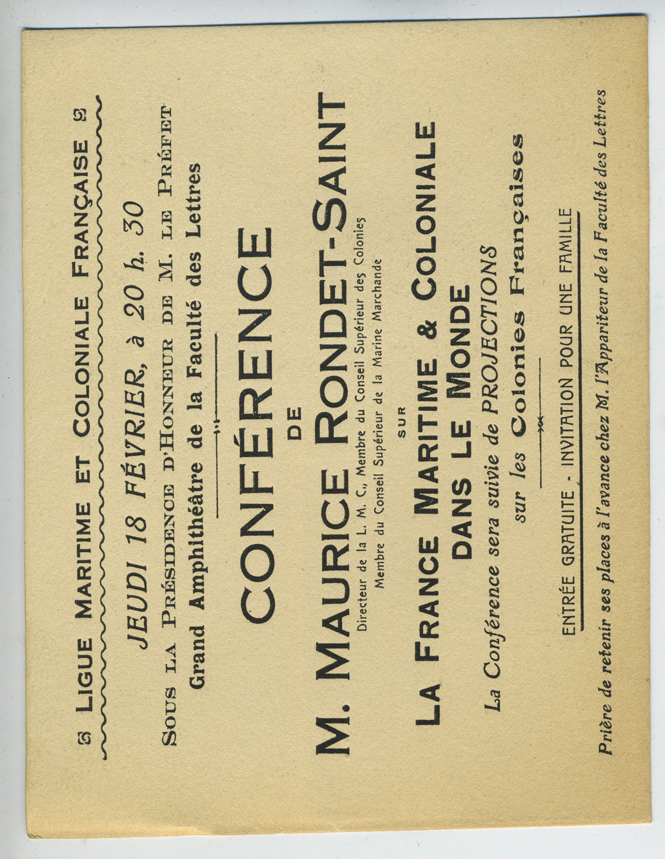 LIGUE MARITIME ET COLONIALE FRANÇAISE
JEUDI 18 FÉVRIER, à 20 h. 30
SOUS LA PRÉSIDENCE D'HONNEUR DE M. LE PRÉFET
Grand Amphithéâtre de la Faculté des Lettres
CONFÉRENCE
DE
M. MAURICE RONDET-SAINT
Directeur de la L. M. C., Membre du Conseil Supérieur des Colonies
Membre du Conseil Supérieur de la Marine Marchande
SUR
LA FRANCE MARITIME & COLONIALE
DANS LE MONDE
La Conférence sera suivie de PROJECTIONS
sur les Colonies Françaises
ENTRÉE GRATUITE - INVITATION POUR UNE FAMILLE
Prière de retenir ses places à l'avance chez M. l'Appariteur de la Faculté des Lettres